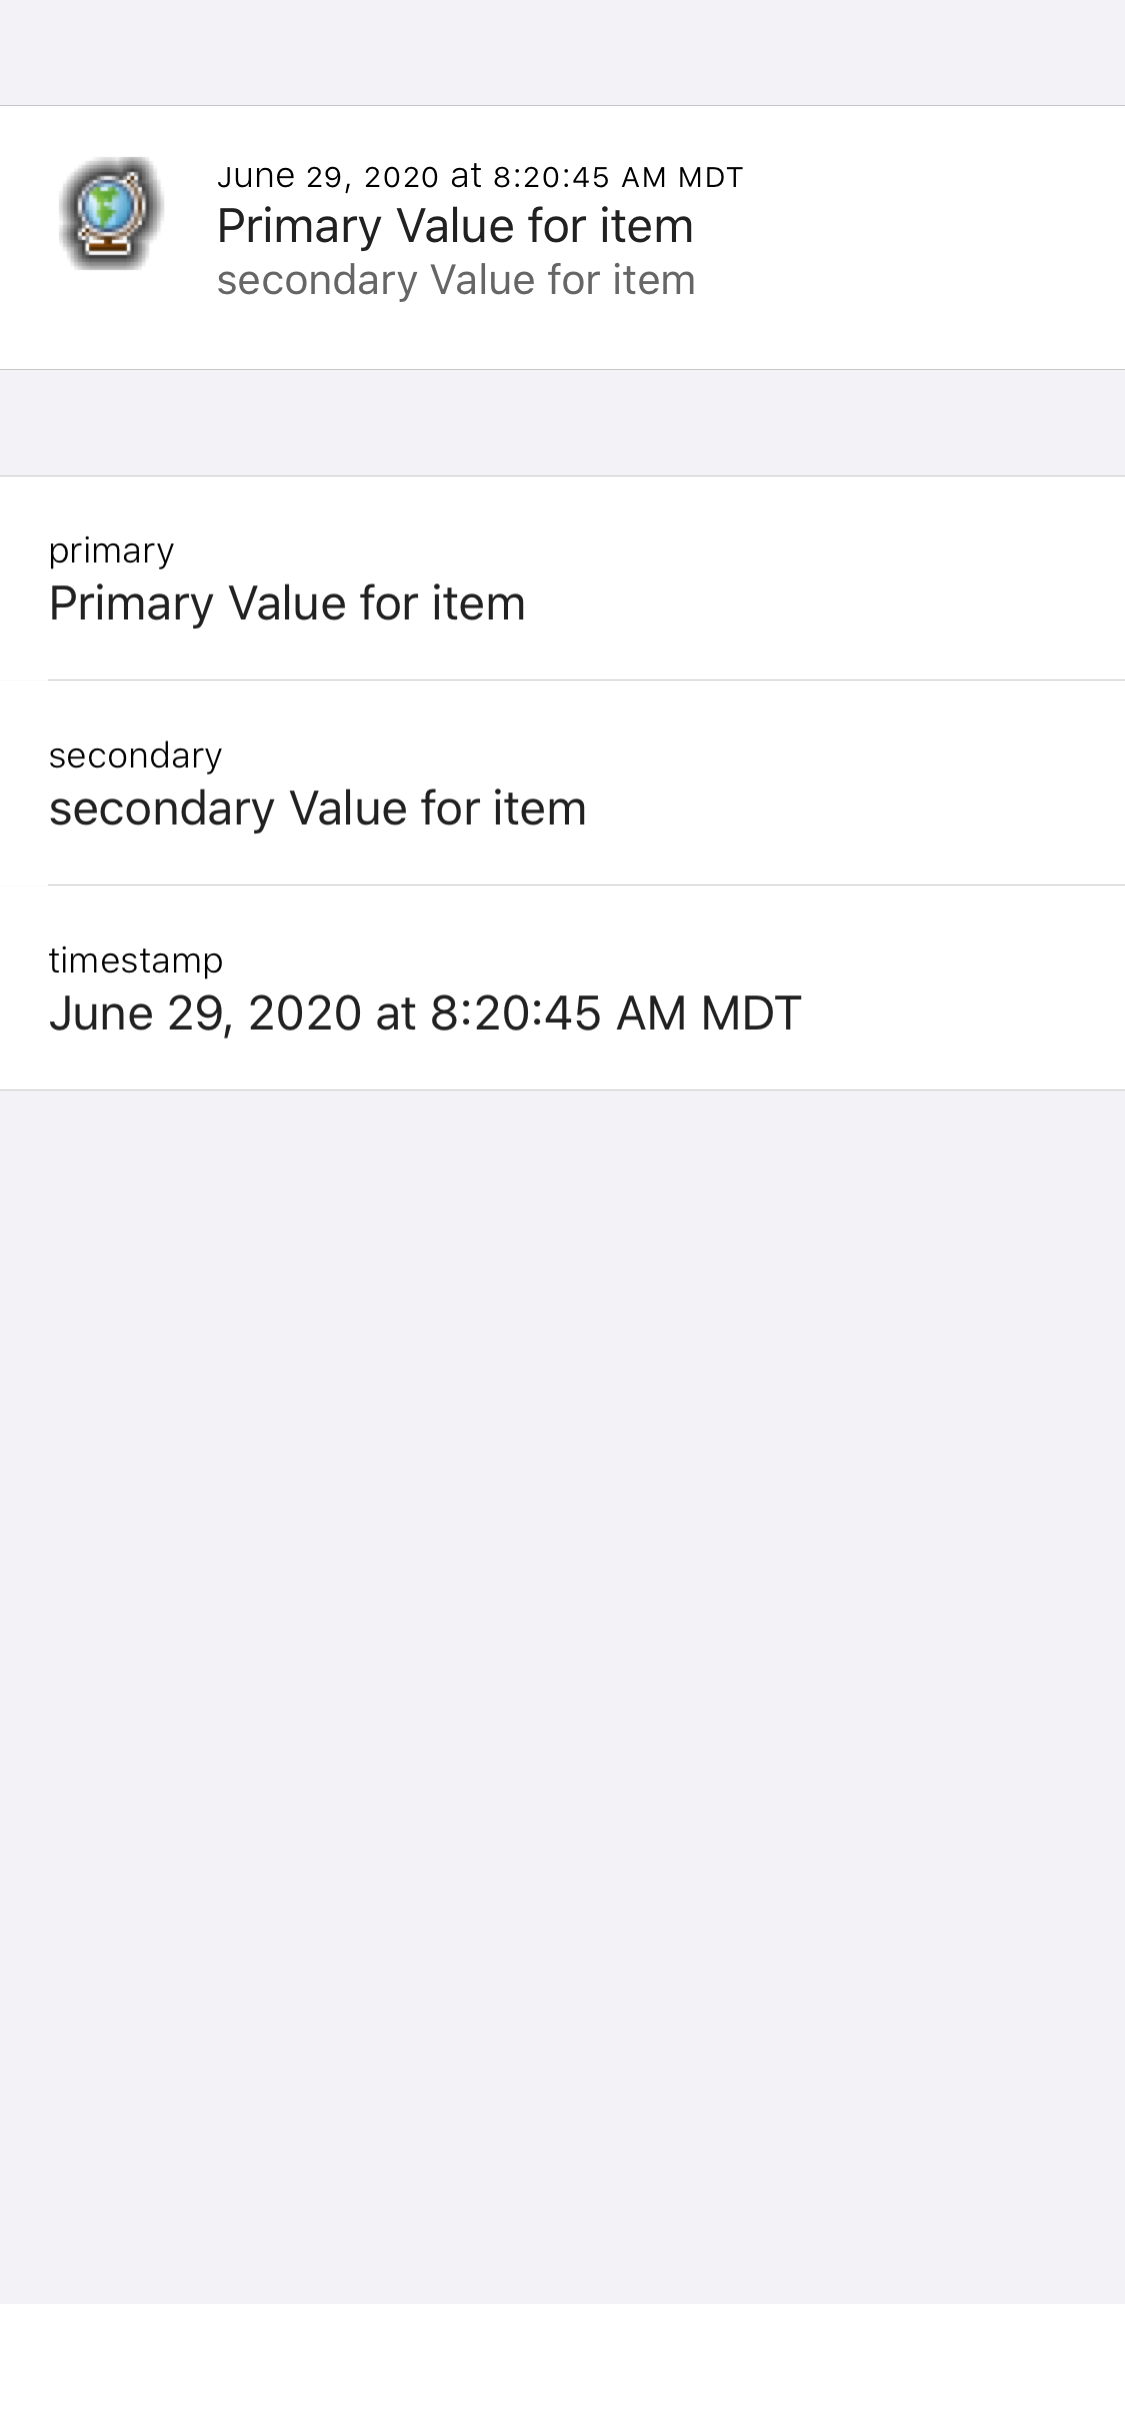 June 29, 2020 at 8:20:45 AM MDT
Primary Value for item
secondary Value for item
primary
Primary Value for item
secondary
secondary Value for item
timestamp
June 29, 2020 at 8:20:45 AM MDT